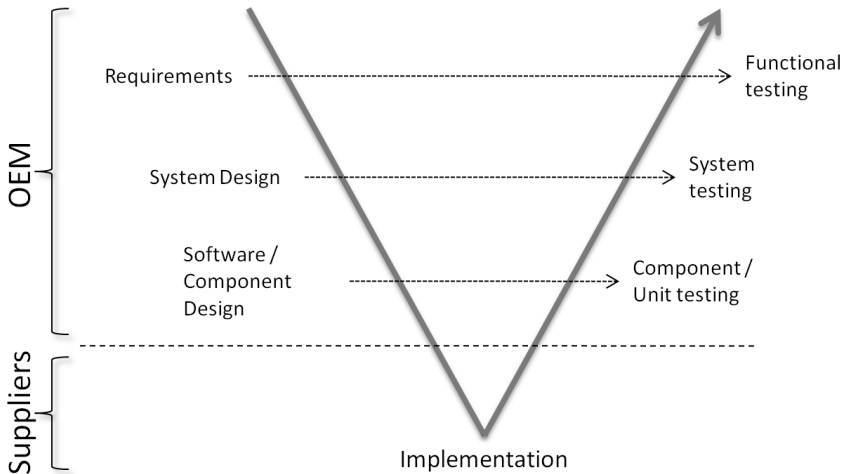 Requirements
Functional
testing
OEM
System Design
System
testing
Software /
Component
Design
Component /
Unit testing
Suppliers
Implementation